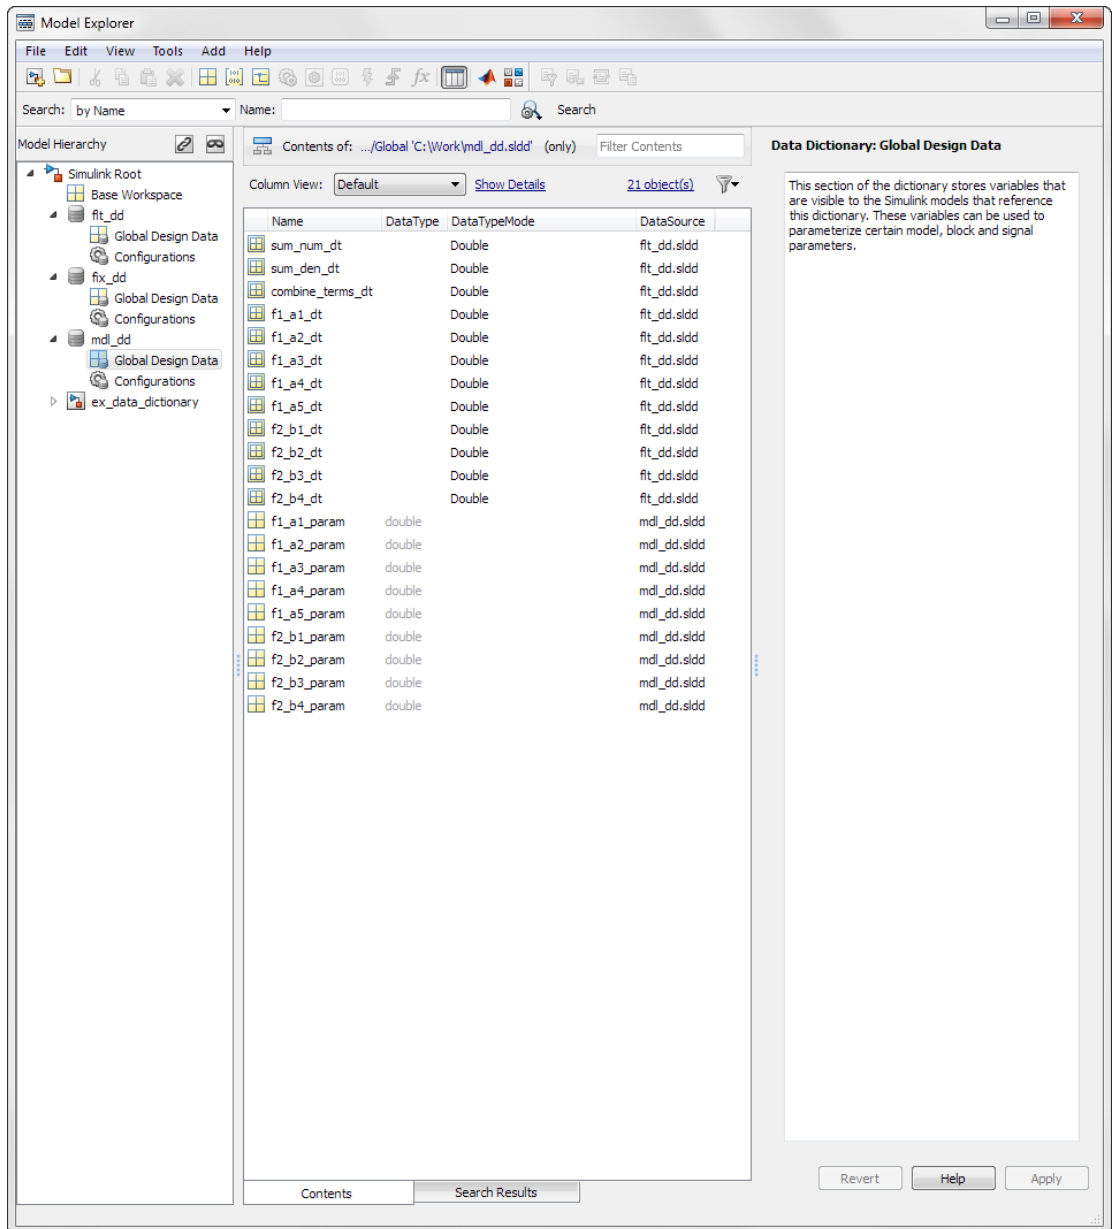 Model Explorer
File Edit View Tools Add Help
fx
Search: by Name Name: Search
Model Hierarchy
Simulink Root
Base Workspace
flt_dd
Global Design Data
Configurations
fix_dd
Global Design Data
Configurations
mdl_dd
Global Design Data
Configurations
ex_data_dictionary
Contents of: .../Global 'C:\Work\mdl_dd.sldd' (only) Filter Contents
Column View: Default Show Details 21 object(s)
Name DataType DataTypeMode DataSource
sum_num_dt Double flt_dd.sldd
sum_den_dt Double flt_dd.sldd
combine_terms_dt Double flt_dd.sldd
f1_a1_dt Double flt_dd.sldd
f1_a2_dt Double flt_dd.sldd
f1_a3_dt Double flt_dd.sldd
f1_a4_dt Double flt_dd.sldd
f1_a5_dt Double flt_dd.sldd
f2_b1_dt Double flt_dd.sldd
f2_b2_dt Double flt_dd.sldd
f2_b3_dt Double flt_dd.sldd
f2_b4_dt Double flt_dd.sldd
f1_a1_param double mdl_dd.sldd
f1_a2_param double mdl_dd.sldd
f1_a3_param double mdl_dd.sldd
f1_a4_param double mdl_dd.sldd
f1_a5_param double mdl_dd.sldd
f2_b1_param double mdl_dd.sldd
f2_b2_param double mdl_dd.sldd
f2_b3_param double mdl_dd.sldd
f2_b4_param double mdl_dd.sldd
Contents Search Results
Data Dictionary: Global Design Data
This section of the dictionary stores variables that
are visible to the Simulink models that reference
this dictionary. These variables can be used to
parameterize certain model, block and signal
parameters.
Revert Help Apply